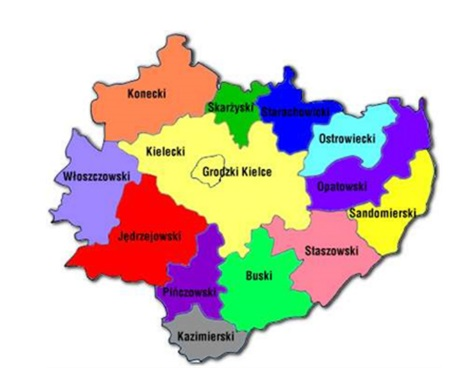 Konecki
Skarżyski
Starachowicki
Ostrowiecki
Kielecki
Grodzki Kielce
Włoszczowski
Opatowski
Sandomierski
Jędrzejowski
Staszowski
Buski
Pińczowski
Kazimierski